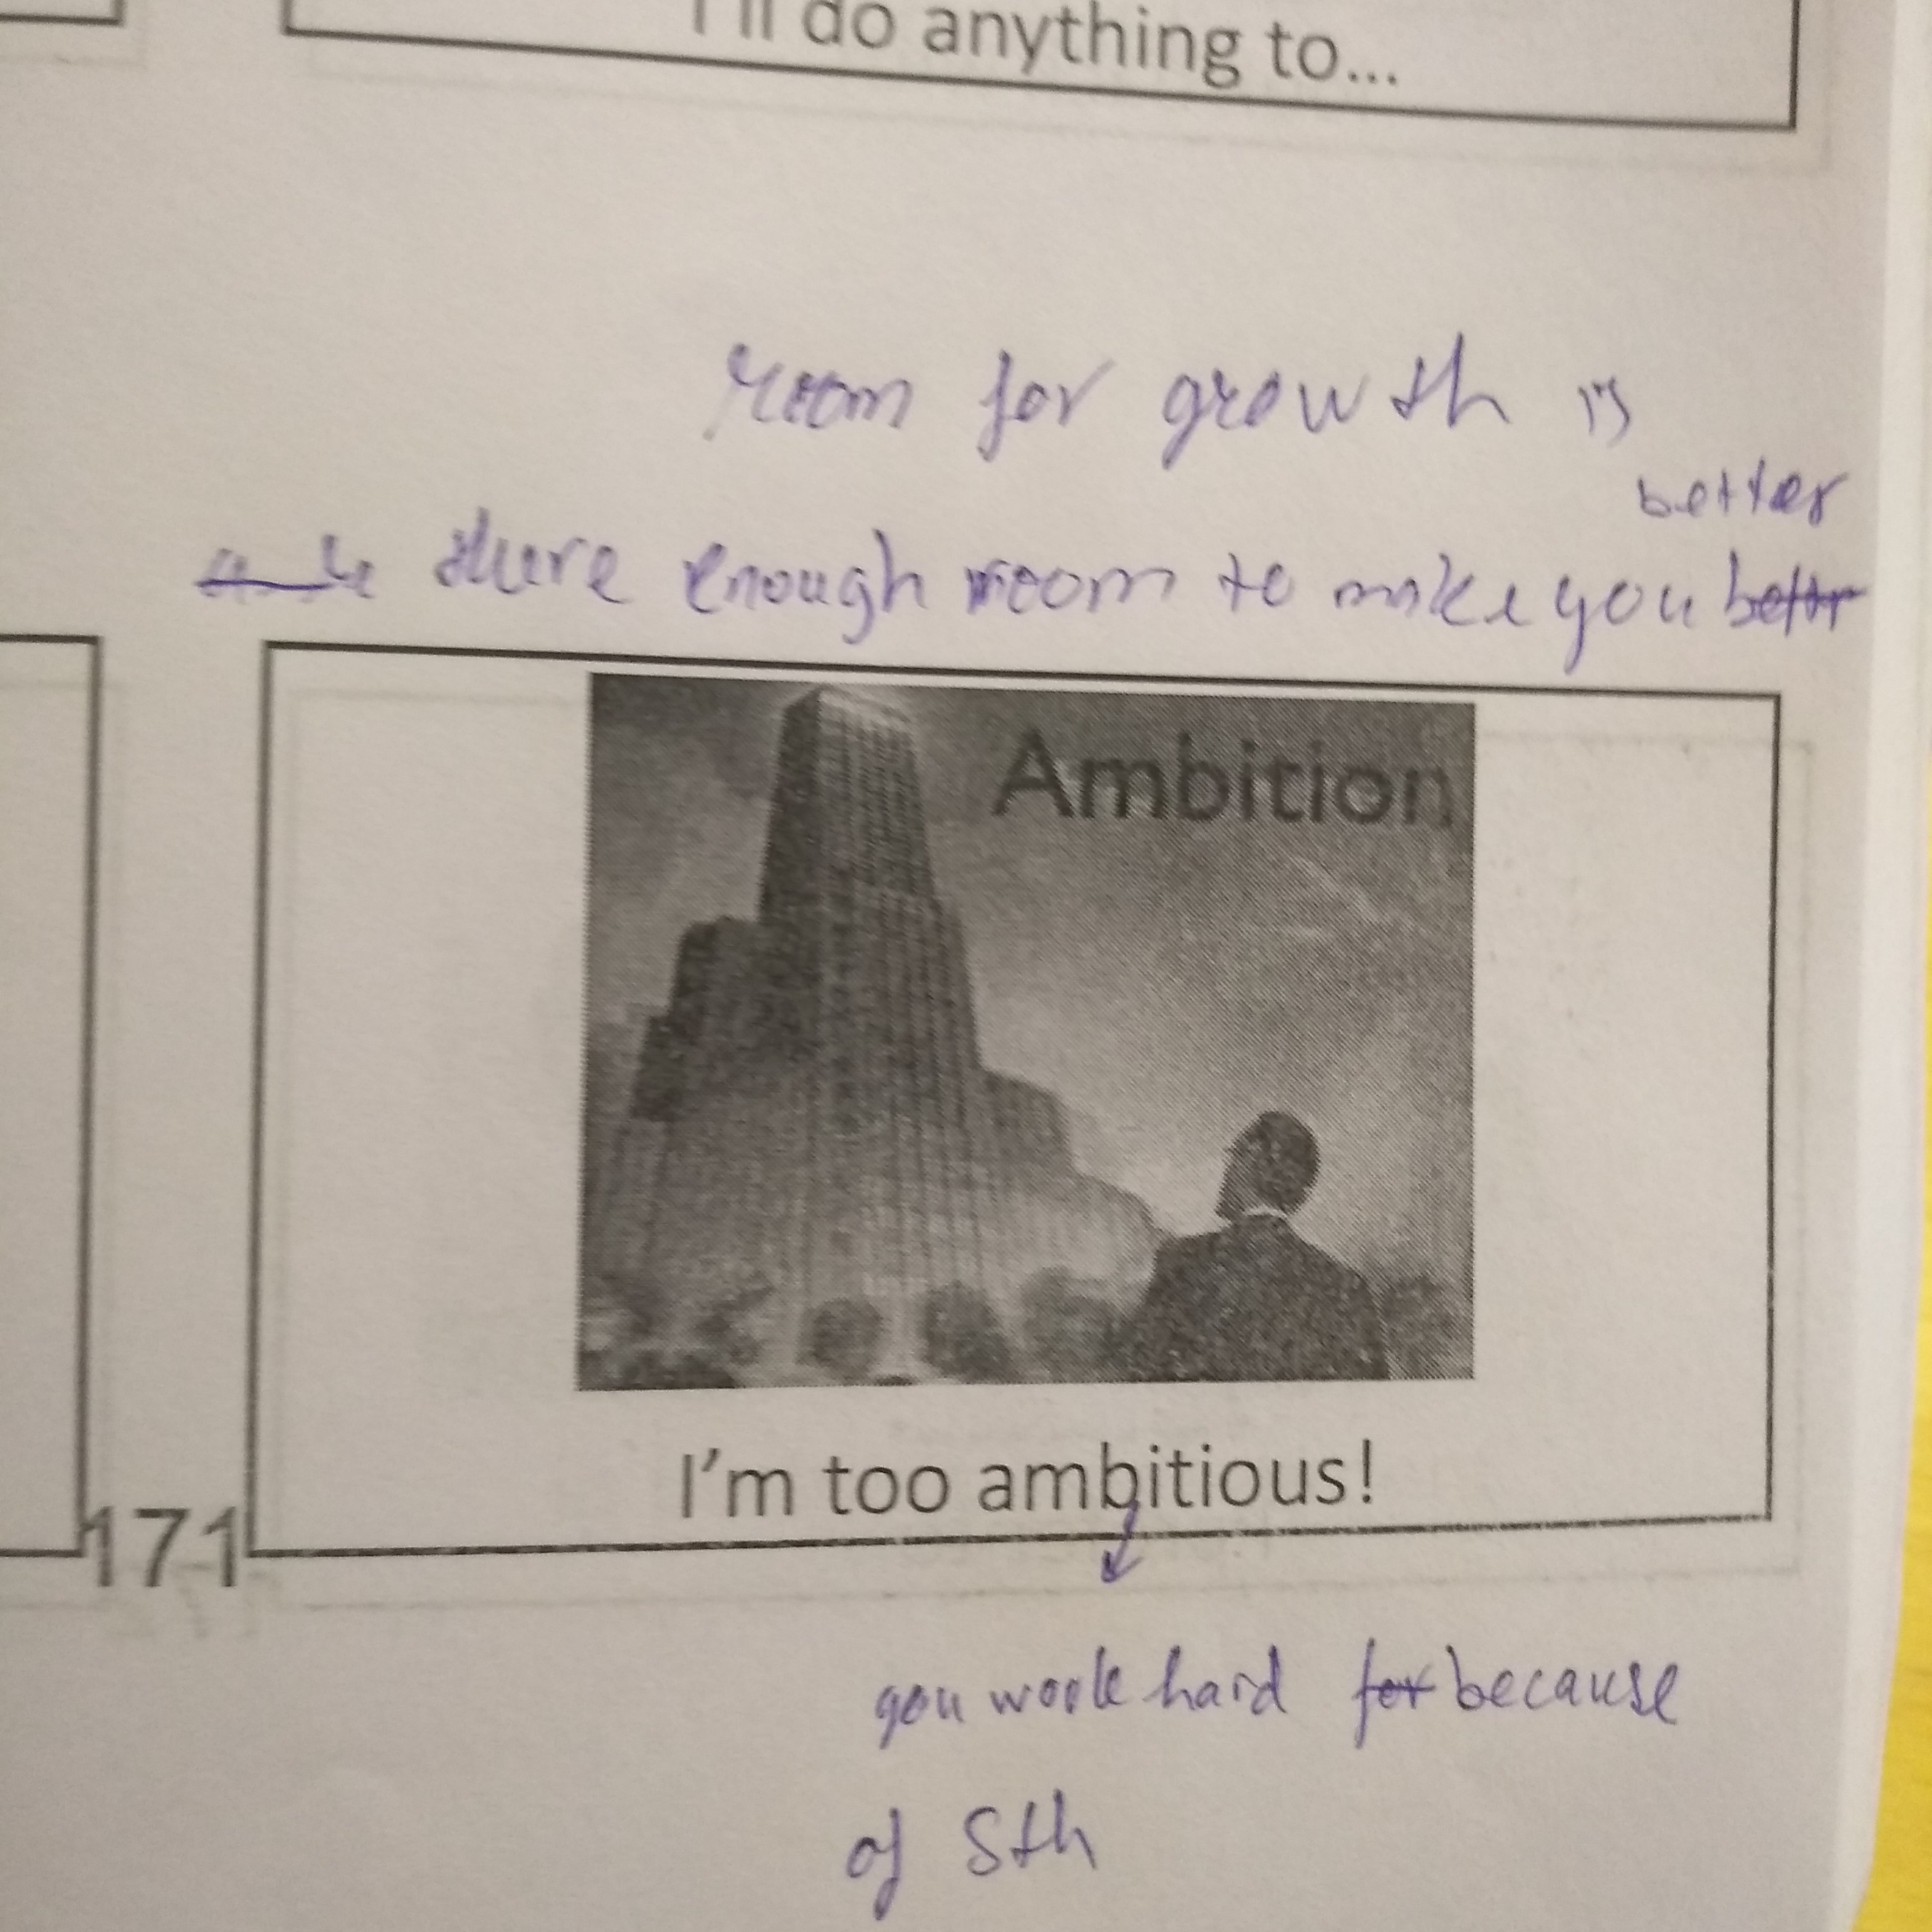 I'll do anything to...
room for growth is
better
there enough room to make you better
Ambition
I'm too ambitious!
171
you work hard for because
of Sth